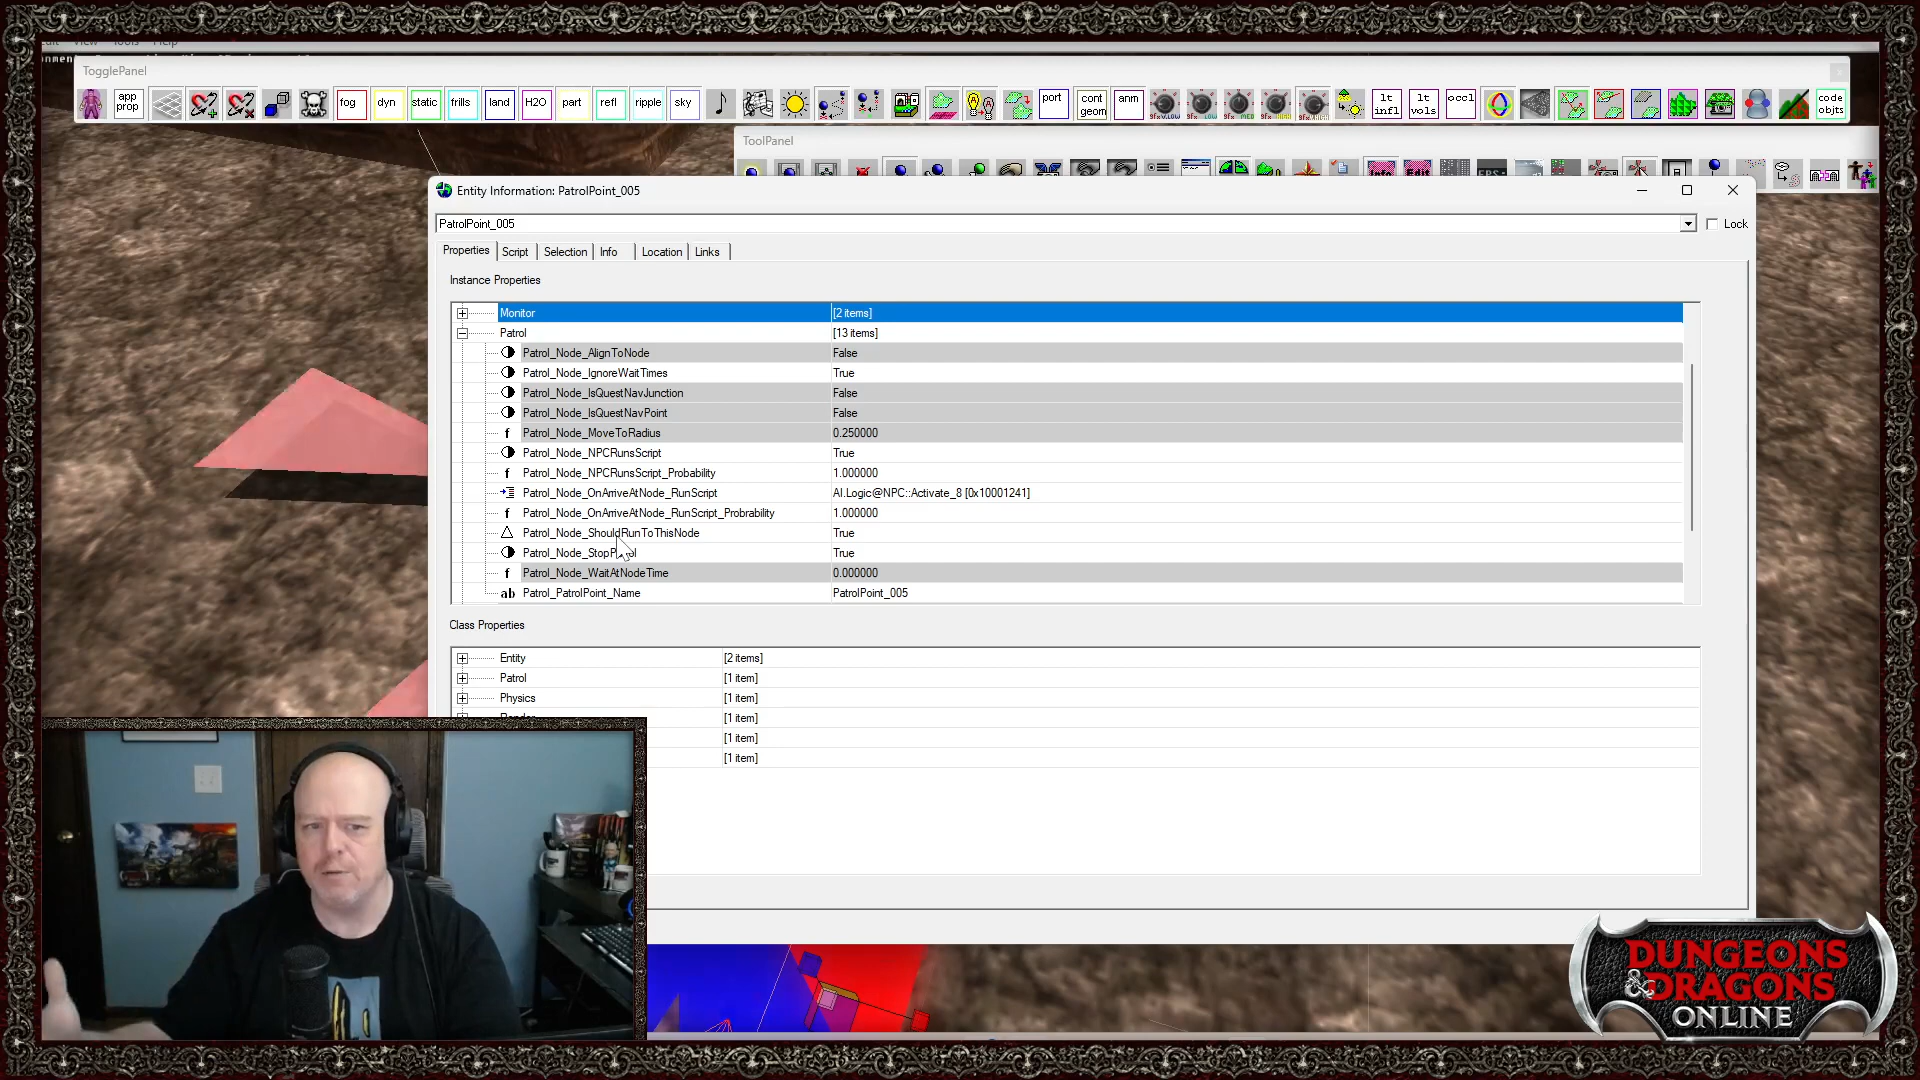 View Tools Help
TogglePanel
app prop
fog
dyn
static
frills
land
H2O
part
refl
ripple
sky
port
cont geom
anm
lt infl
lt vols
occl
code objts
ToolPanel
Entity Information: PatrolPoint_005
PatrolPoint_005
Lock
Properties Script Selection Info Location Links
Instance Properties
Monitor [2 items]
Patrol [13 items]
Patrol_Node_AlignToNode False
Patrol_Node_IgnoreWaitTimes True
Patrol_Node_IsQuestNavJunction False
Patrol_Node_IsQuestNavPoint False
Patrol_Node_MoveToRadius 0.250000
Patrol_Node_NPCRunsScript True
Patrol_Node_NPCRunsScript_Probability 1.000000
Patrol_Node_OnArriveAtNode_RunScript AI.Logic@NPC::Activate_8 [0x10001241]
Patrol_Node_OnArriveAtNode_RunScript_Probrability 1.000000
Patrol_Node_ShouldRunToThisNode True
True
Patrol_Node_WaitAtNodeTime 0.000000
ab Patrol_PatrolPoint_Name PatrolPoint_005
Class Properties
Entity [2 items]
Patrol [1 item]
Physics [1 item]
[1 item]
[1 item]
[1 item]
DUNGEONS
& DRAGONS
ONLINE